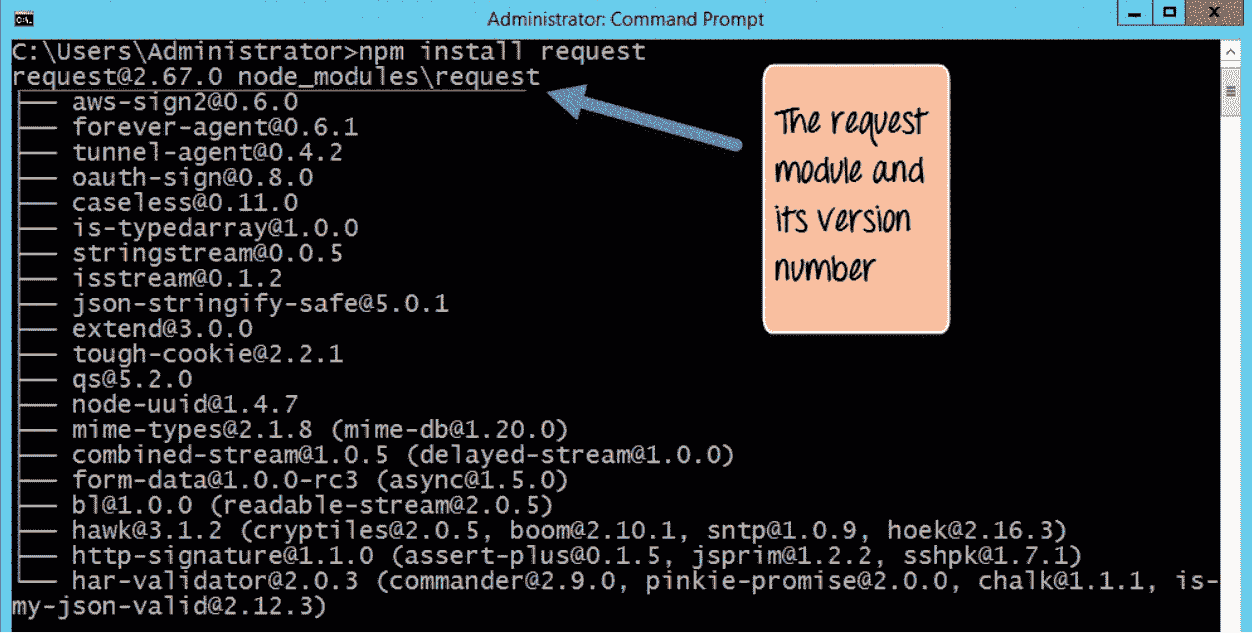 Administrator: Command Prompt
C:\Users\Administrator>npm install request
request@2.67.0 node_modules\request
├── aws-sign2@0.6.0
├── forever-agent@0.6.1
├── tunnel-agent@0.4.2
├── oauth-sign@0.8.0
├── caseless@0.11.0
├── is-typedarray@1.0.0
├── stringstream@0.0.5
├── isstream@0.1.2
├── json-stringify-safe@5.0.1
├── extend@3.0.0
├── tough-cookie@2.2.1
├── qs@5.2.0
├── node-uuid@1.4.7
├── mime-types@2.1.8 (mime-db@1.20.0)
├── combined-stream@1.0.5 (delayed-stream@1.0.0)
├── form-data@1.0.0-rc3 (async@1.5.0)
├── bl@1.0.0 (readable-stream@2.0.5)
├── hawk@3.1.2 (cryptiles@2.0.5, boom@2.10.1, sntp@1.0.9, hoek@2.16.3)
├── http-signature@1.1.0 (assert-plus@0.1.5, jsprim@1.2.2, sshpk@1.7.1)
└── har-validator@2.0.3 (commander@2.9.0, pinkie-promise@2.0.0, chalk@1.1.1, is-
my-json-valid@2.12.3)
The request
module and
its version
number